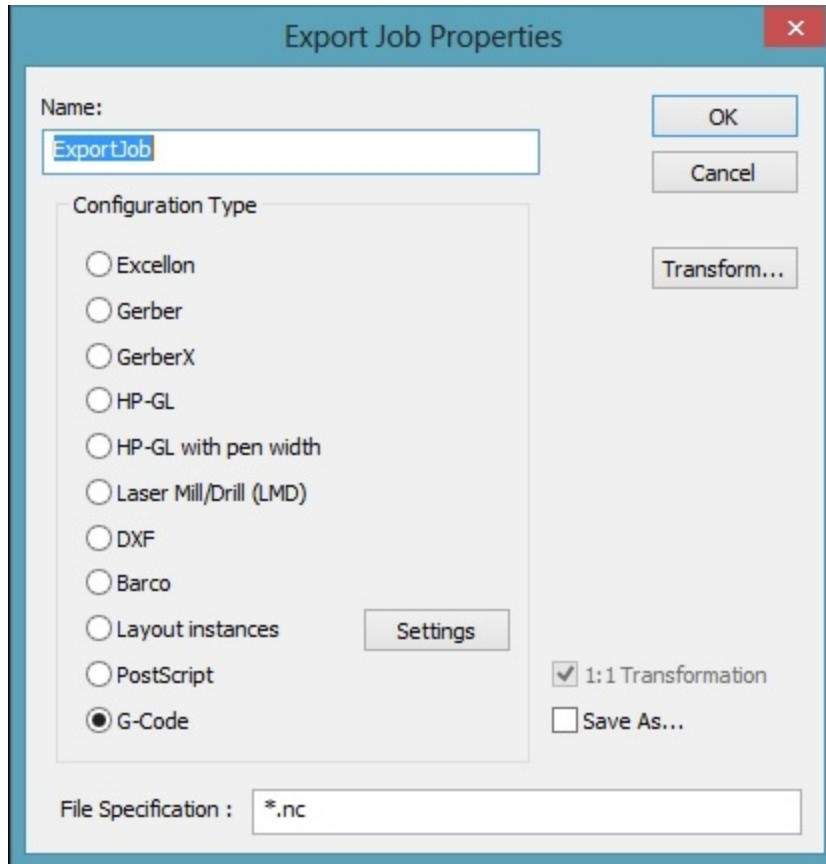 Export Job Properties
Name:
OK
ExportJob
Cancel
Configuration Type
Excellon
Transform...
Gerber
GerberX
HP-GL
HP-GL with pen width
Laser Mill/Drill (LMD)
DXF
Barco
Layout instances
Settings
PostScript
1:1 Transformation
G-Code
Save As...
File Specification :
*.nc